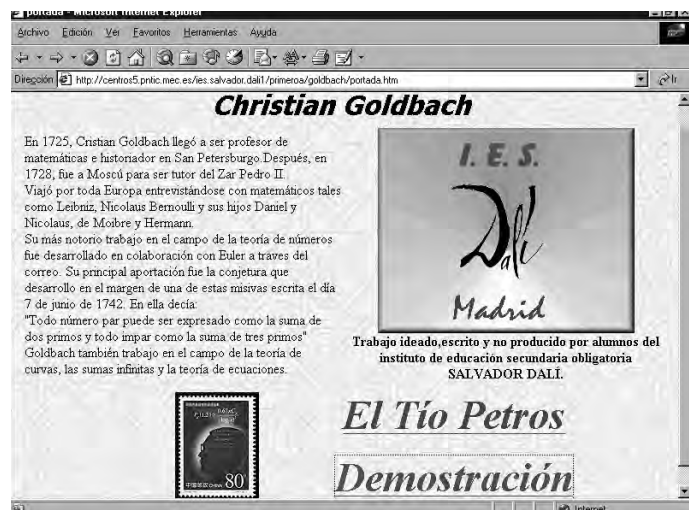 portada - Microsoft Internet Explorer
Archivo Edición Ver Favoritos Herramientas Ayuda
Dirección http://centros5.pntic.mec.es/ies.salvador.dali1/primeroa/goldbach/portada.htm Ir
Christian Goldbach
En 1725, Cristian Goldbach llegó a ser profesor de
matemáticas e historiador en San Petersburgo. Después, en
1728, fue a Moscú para ser tutor del Zar Pedro II.
Viajó por toda Europa entrevistándose con matemáticos tales
como Leibniz, Nicolaus Bernoulli y sus hijos Daniel y
Nicolaus, de Moibre y Hermann.
Su más notorio trabajo en el campo de la teoría de números
fue desarrollado en colaboración con Euler a traves del
correo. Su principal aportación fue la conjetura que
desarrollo en el margen de una de estas misivas escrita el día
7 de junio de 1742. En ella decía:
"Todo número par puede ser expresado como la suma de
dos primos y todo impar como la suma de tres primos"
Goldbach también trabajo en el campo de la teoría de
curvas, las sumas infinitas y la teoría de ecuaciones.
I. E. S.
Dalí
Madrid
Trabajo ideado,escrito y no producido por alumnos del
instituto de educación secundaria obligatoria
SALVADOR DALÍ.
80
El Tío Petros
Demostración
Internet